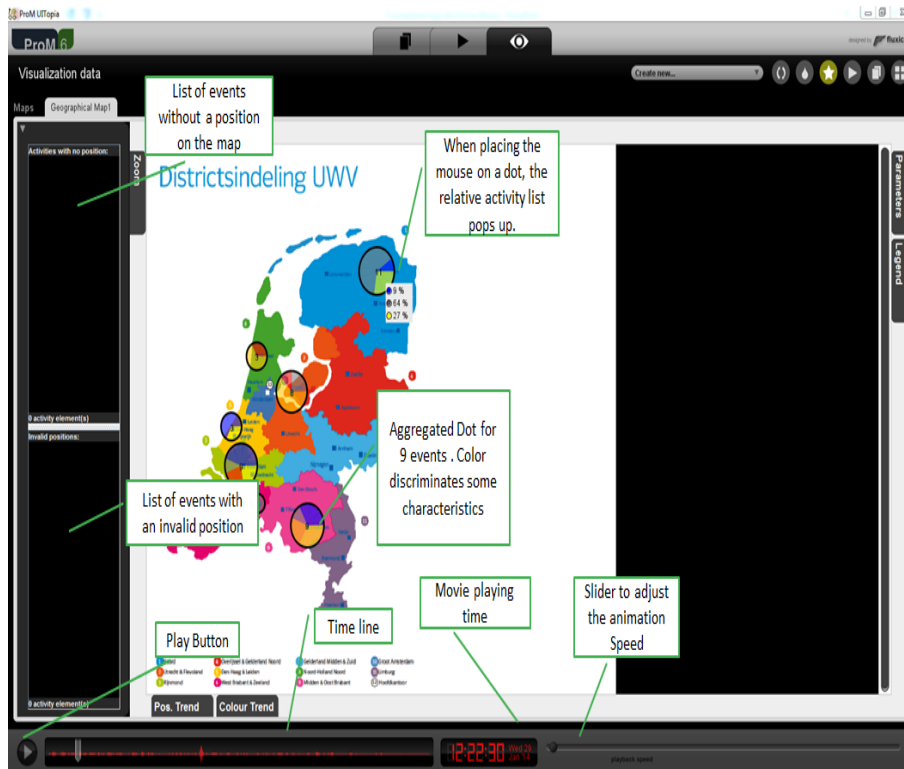 ProM UITopia
ProM 6
designed by fluxicon
Visualization data
Create new...
Maps
Geographical Map1
List of events
without a position
on the map
Activities with no position:
Zoom
Districtsindeling UWV
When placing the
mouse on a dot, the
relative activity list
pops up.
Parameters
Legend
9 %
64 %
27 %
Aggregated Dot for
9 events . Color
discriminates some
characteristics
0 activity element(s)
Invalid positions:
List of events with
an invalid position
Movie playing
time
Slider to adjust
the animation
Speed
Time line
Play Button
Overijssel & Gelderland Noord
Gelderland Midden & Zuid
Groot Amsterdam
Utrecht & Flevoland
Den Haag & Leiden
Noord Holland Noord
Limburg
Rijnmond
West Brabant & Zeeland
Midden & Oost Brabant
Hoofdkantoor
0 activity element(s)
Pos. Trend
Colour Trend
12:22:30
Wed 29
Jan 14
playback speed